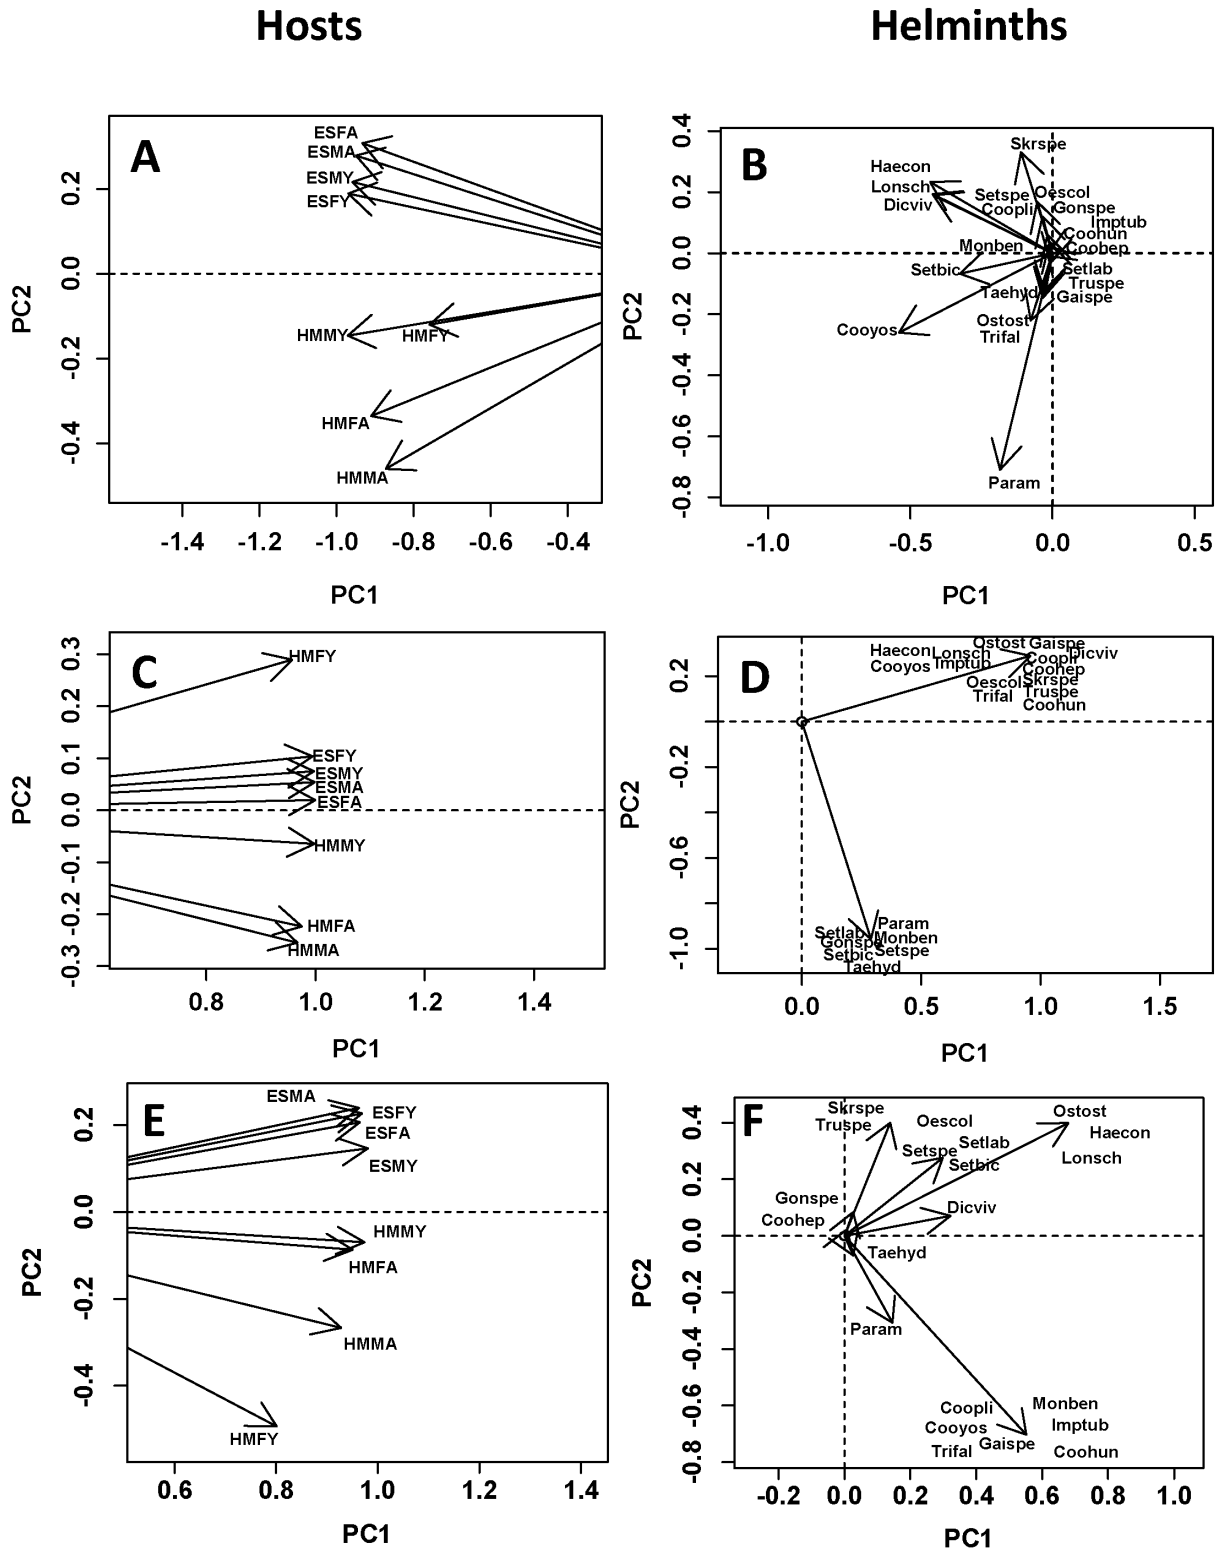 Hosts
Helminths
A
ESFA
ESMA
ESMY
ESFY
HMMY
HMFY
HMFA
HMMA
0.2
0.0
-0.2
-0.4
PC2
-1.4 -1.2 -1.0 -0.8 -0.6 -0.4
PC1
B
Skrspe
Haecon
Lonsch
Dicviv
Setspe
Oescol
Coopli
Gonspe
Imptub
Coohun
Monben
Coohep
Setbic
Setlab
Truspe
Taehyd
Gaispe
Ostost
Trifal
Cooyos
Param
0.4
0.2
0.0
-0.2
-0.4
-0.6
-0.8
PC2
-1.0 -0.5 0.0 0.5
PC1
C
HMFY
ESFY
ESMY
ESMA
ESFA
HMMY
HMFA
HMMA
0.3
0.2
0.1
0.0
-0.1
-0.2
-0.3
PC2
0.8 1.0 1.2 1.4
PC1
D
Ostost Gaispe
Haecon Lonsch Coopli Dicviv
Cooyos Imptub Coohep
Oescol Skrspe
Trifal Truspe
Coohun
Param
Setlab Monben
Gonspe Setspe
Setbic
Taehyd
0.2
-0.2
-0.6
-1.0
PC2
0.0 0.5 1.0 1.5
PC1
E
ESMA
ESFY
ESFA
ESMY
HMMY
HMFA
HMMA
HMFY
0.2
0.0
-0.2
-0.4
PC2
0.6 0.8 1.0 1.2 1.4
PC1
F
Skrspe
Truspe
Oescol
Ostost
Haecon
Setlab
Setspe
Setbic
Lonsch
Gonspe
Dicviv
Coohep
Taehyd
Param
Coopli
Monben
Cooyos
Imptub
Gaispe
Trifal
Coohun
0.4
0.2
0.0
-0.2
-0.4
-0.6
-0.8
PC2
-0.2 0.0 0.2 0.4 0.6 0.8 1.0
PC1